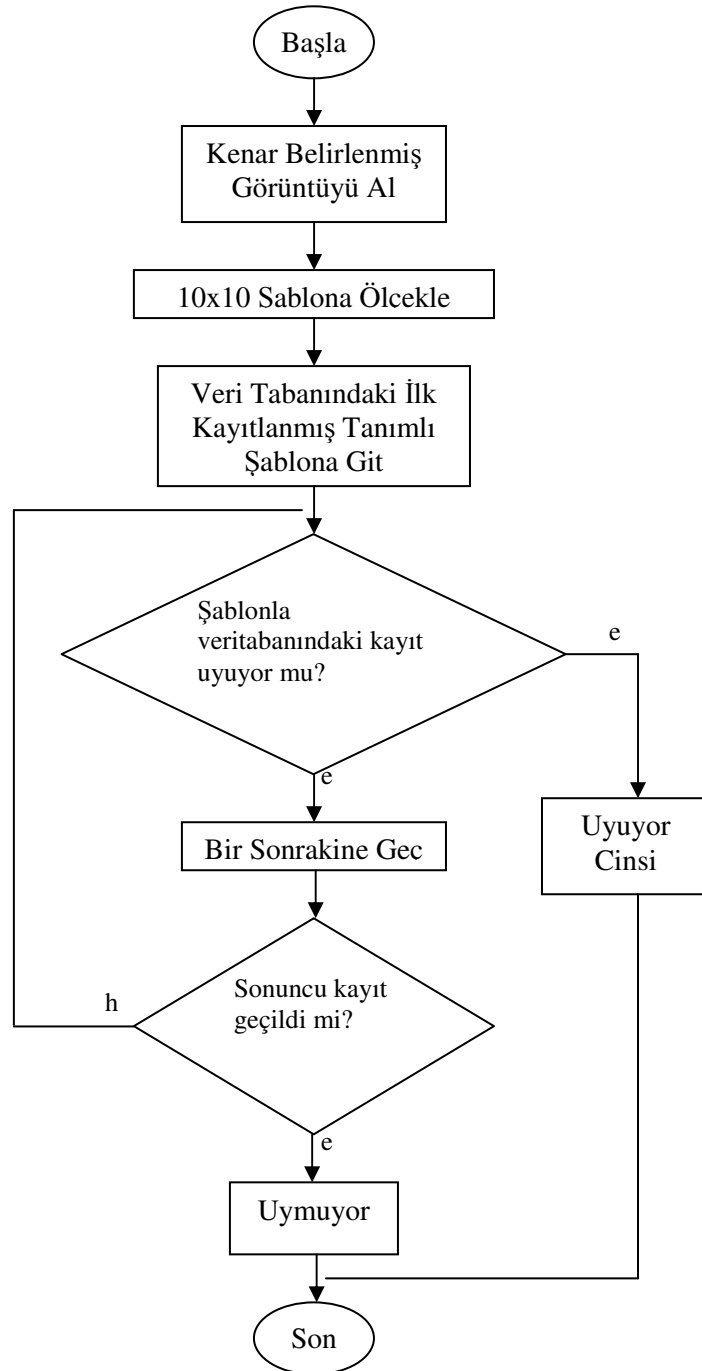 Başla
Kenar Belirlenmiş
Görüntüyü Al
10x10 Sablona Ölcekle
Veri Tabanındaki İlk
Kayıtlanmış Tanımlı
Şablona Git
Şablonla
veritabanındaki kayıt
uyuyor mu?
e
e
Bir Sonrakine Gec
Uyuyor
Cinsi
Sonuncu kayıt
geçildi mi?
h
e
Uymuyor
Son